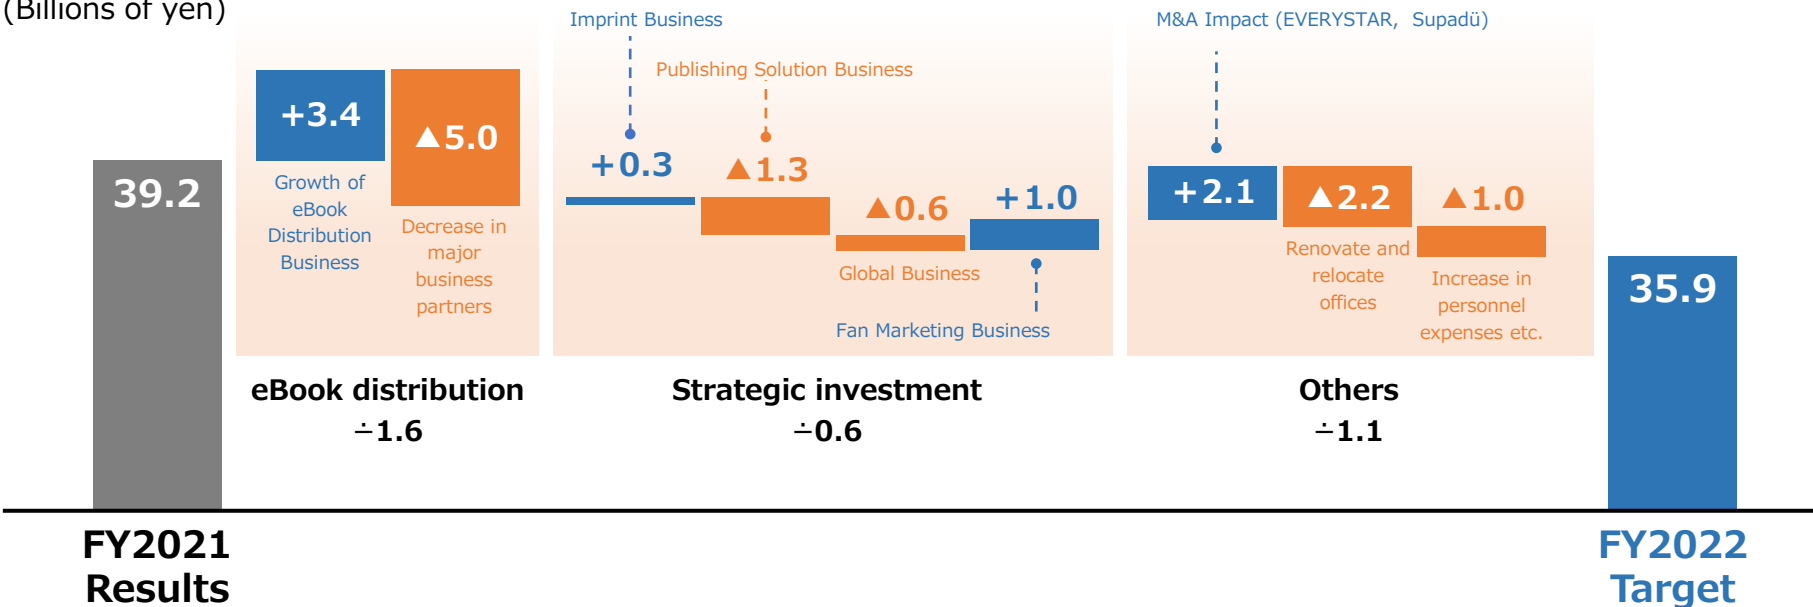 (Billions of yen)
Imprint Business
M&A Impact (EVERYSTAR, Supadü)
Publishing Solution Business
+3.4
▲5.0
+0.3
▲1.3
▲0.6
+1.0
+2.1
▲2.2
▲1.0
39.2
Growth of
eBook
Distribution
Business
Decrease in
major
business
partners
Global Business
Fan Marketing Business
Renovate and
relocate
offices
Increase in
personnel
expenses etc.
35.9
eBook distribution
∸1.6
Strategic investment
∸0.6
Others
∸1.1
FY2021
Results
FY2022
Target